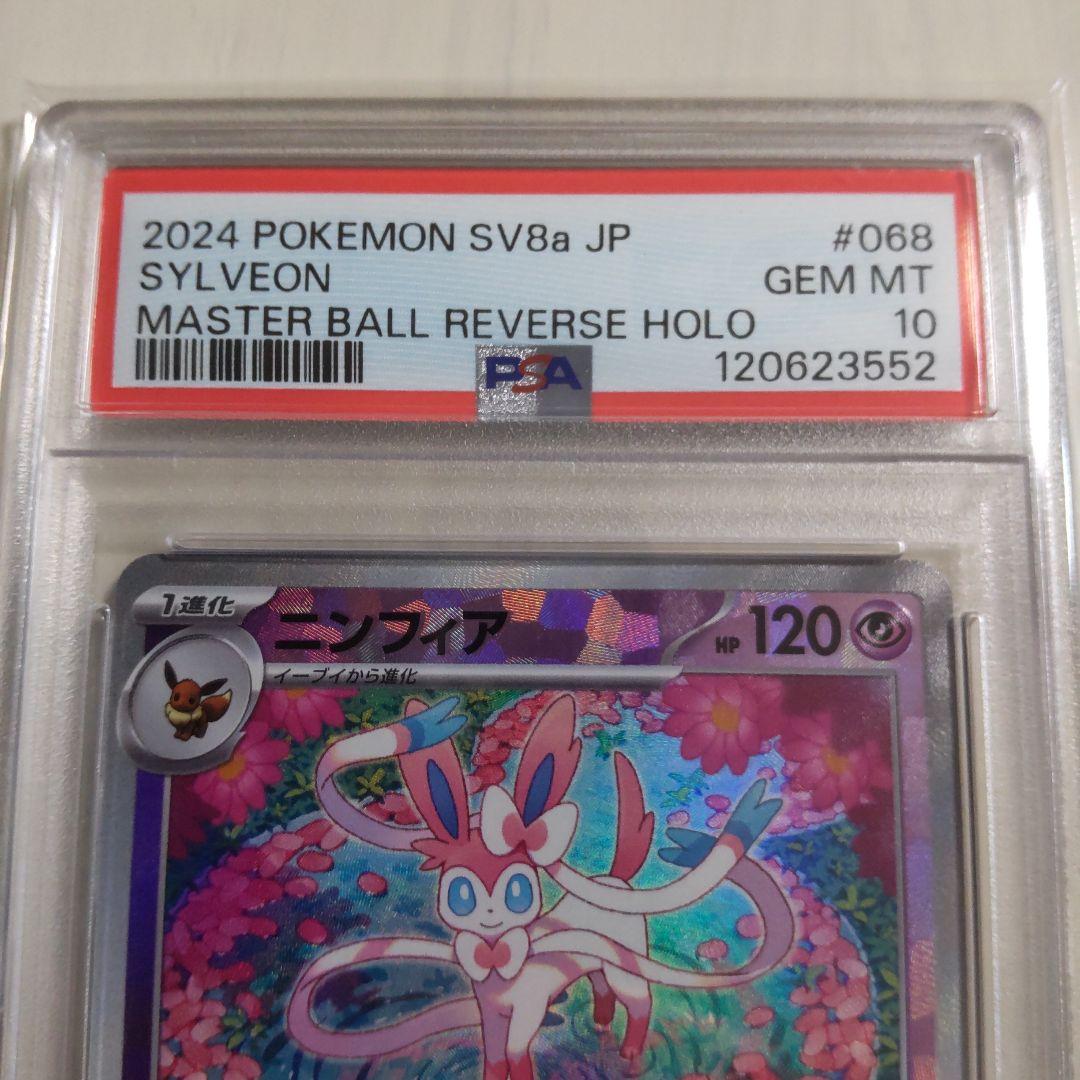 2024 POKEMON SV8a JP #068
SYLVEON GEM MT
MASTER BALL REVERSE HOLO 10
PSA 120623552
1進化 ニンフィア HP 120
イーブイから進化